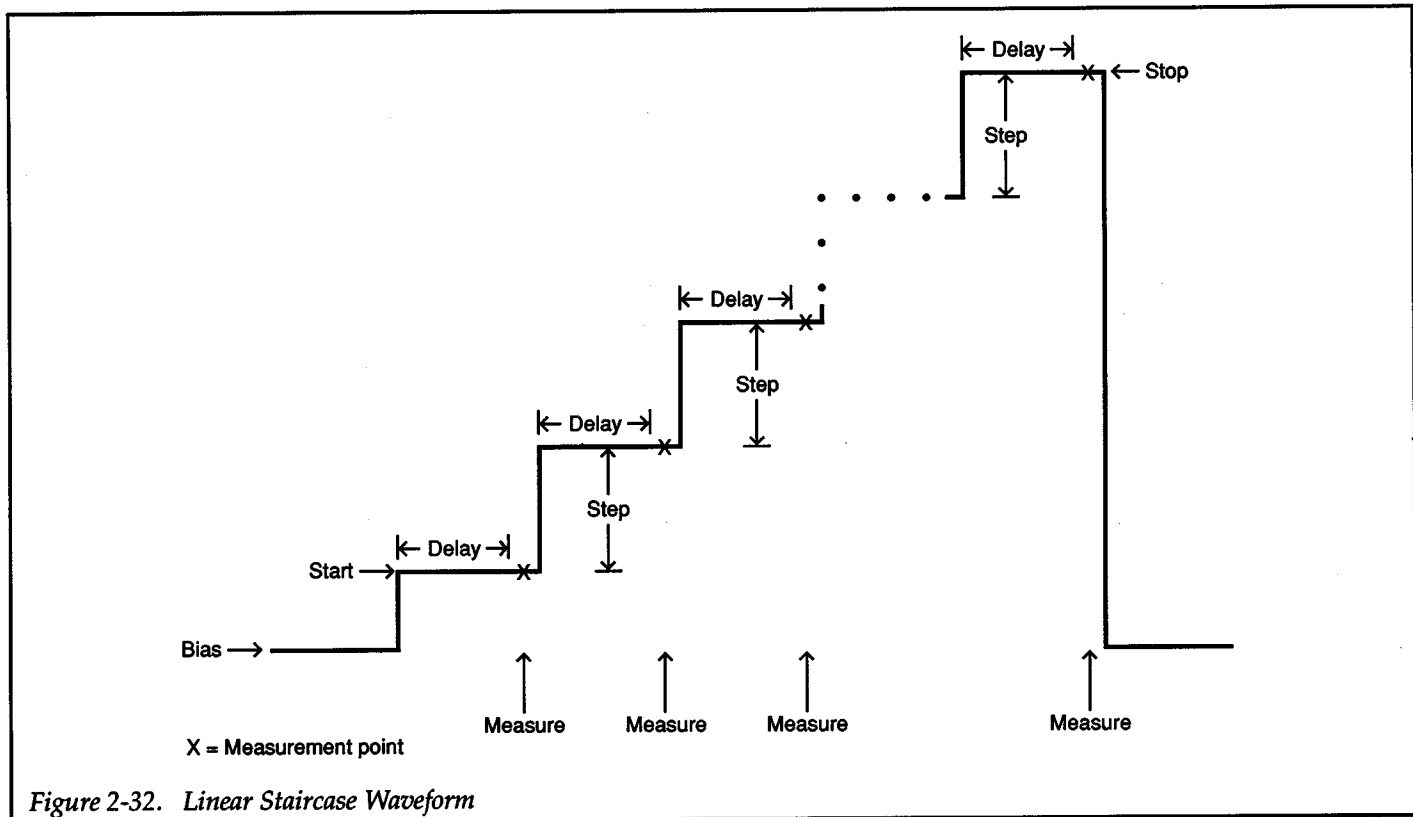 Delay
Stop
Step
Delay
Step
Delay
Step
Delay
Start
Bias
Measure Measure Measure Measure
X = Measurement point
Figure 2-32. Linear Staircase Waveform